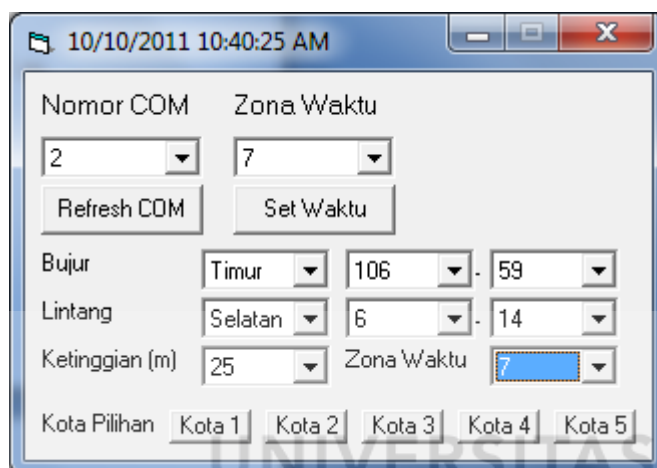 10/10/2011 10:40:25 AM
Nomor COM Zona Waktu
2 7
Refresh COM Set Waktu
Bujur Timur 106 - 59
Lintang Selatan 6 - 14
Ketinggian (m) 25 Zona Waktu 7
Kota Pilihan Kota 1 Kota 2 Kota 3 Kota 4 Kota 5
UNIVERSITAS